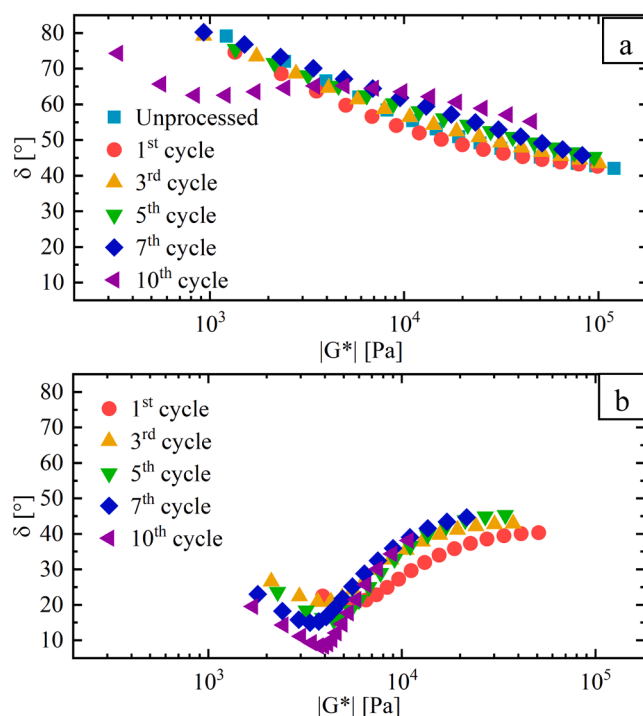 80
70
60
50
40
30
20
10
δ [°]
a
Unprocessed
1st cycle
3rd cycle
5th cycle
7th cycle
10th cycle
10³ 10⁴ 10⁵
|G*| [Pa]
80
70
60
50
40
30
20
10
δ [°]
b
1st cycle
3rd cycle
5th cycle
7th cycle
10th cycle
10³ 10⁴ 10⁵
|G*| [Pa]